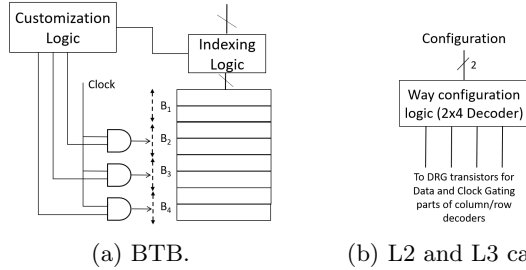 Customization
Logic
Indexing
Logic
Clock
B1
B2
B3
B4
(a) BTB.
Configuration
2
Way configuration
logic (2x4 Decoder)
To DRG transistors for
Data and Clock Gating
parts of column/row
decoders
(b) L2 and L3 ca